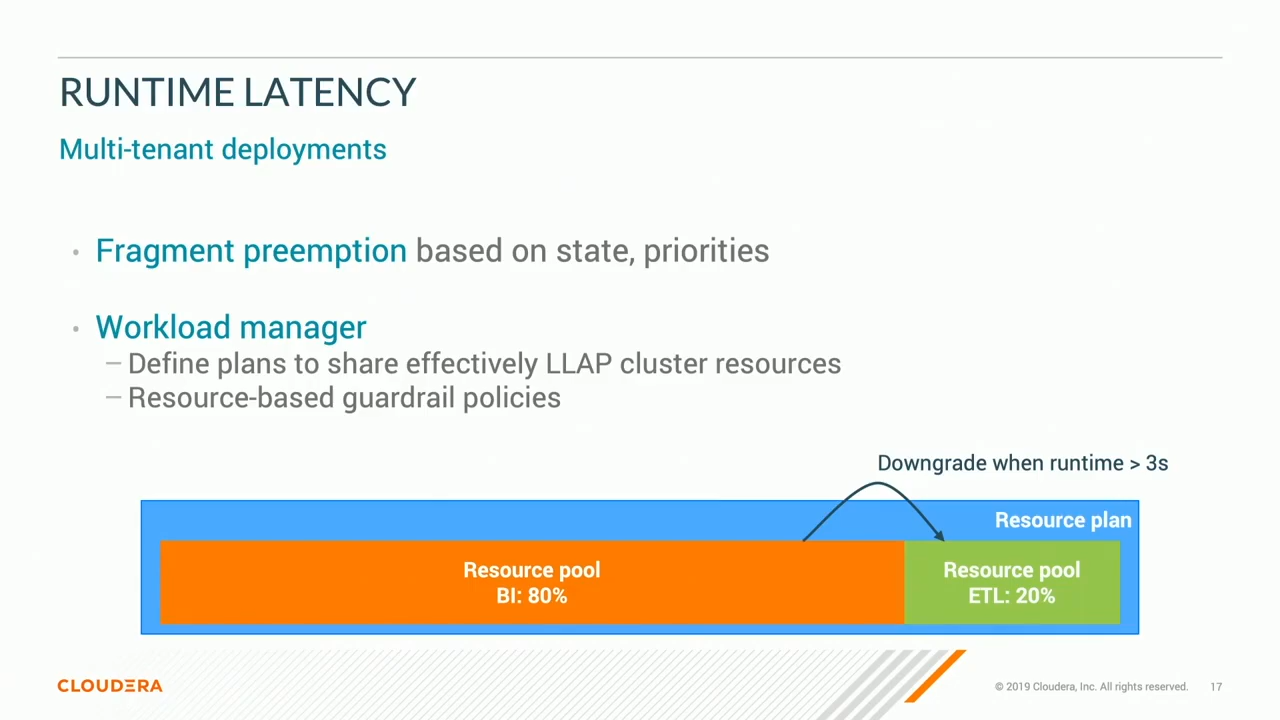 RUNTIME LATENCY
Multi-tenant deployments
• Fragment preemption based on state, priorities
• Workload manager
– Define plans to share effectively LLAP cluster resources
– Resource-based guardrail policies
Downgrade when runtime > 3s
Resource plan
Resource pool
BI: 80%
Resource pool
ETL: 20%
CLOUDERA
© 2019 Cloudera, Inc. All rights reserved. 17